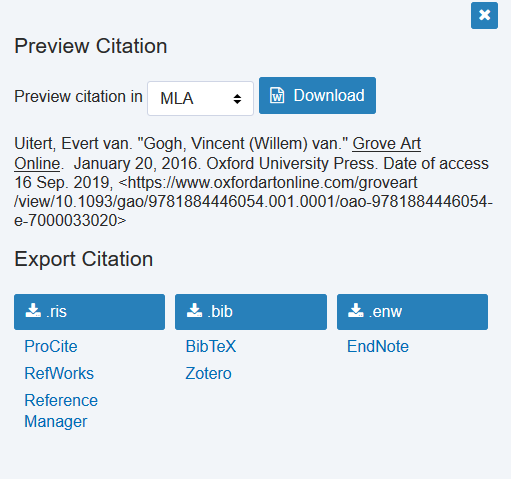 Preview Citation
Preview citation in MLA Download
Uitert, Evert van. "Gogh, Vincent (Willem) van." Grove Art
Online.  January 20, 2016. Oxford University Press. Date of access
16 Sep. 2019, <https://www.oxfordartonline.com/groveart
/view/10.1093/gao/9781884446054.001.0001/oao-9781884446054-
e-7000033020>
Export Citation
.ris .bib .enw
ProCite BibTeX EndNote
RefWorks Zotero
Reference
Manager